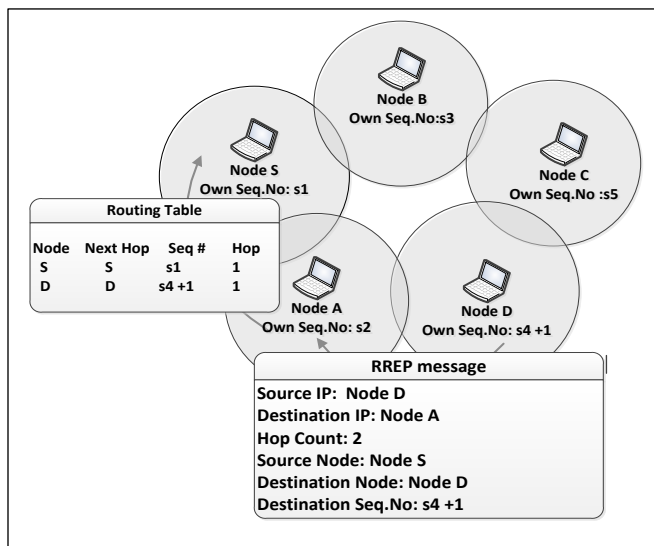 Node B
Own Seq.No:s3
Node S
Own Seq.No: s1
Node C
Own Seq.No :s5
Routing Table
Node Next Hop Seq # Hop
S S s1 1
D D s4 +1 1
Node A
Own Seq.No: s2
Node D
Own Seq.No: s4 +1
RREP message
Source IP: Node D
Destination IP: Node A
Hop Count: 2
Source Node: Node S
Destination Node: Node D
Destination Seq.No: s4 +1